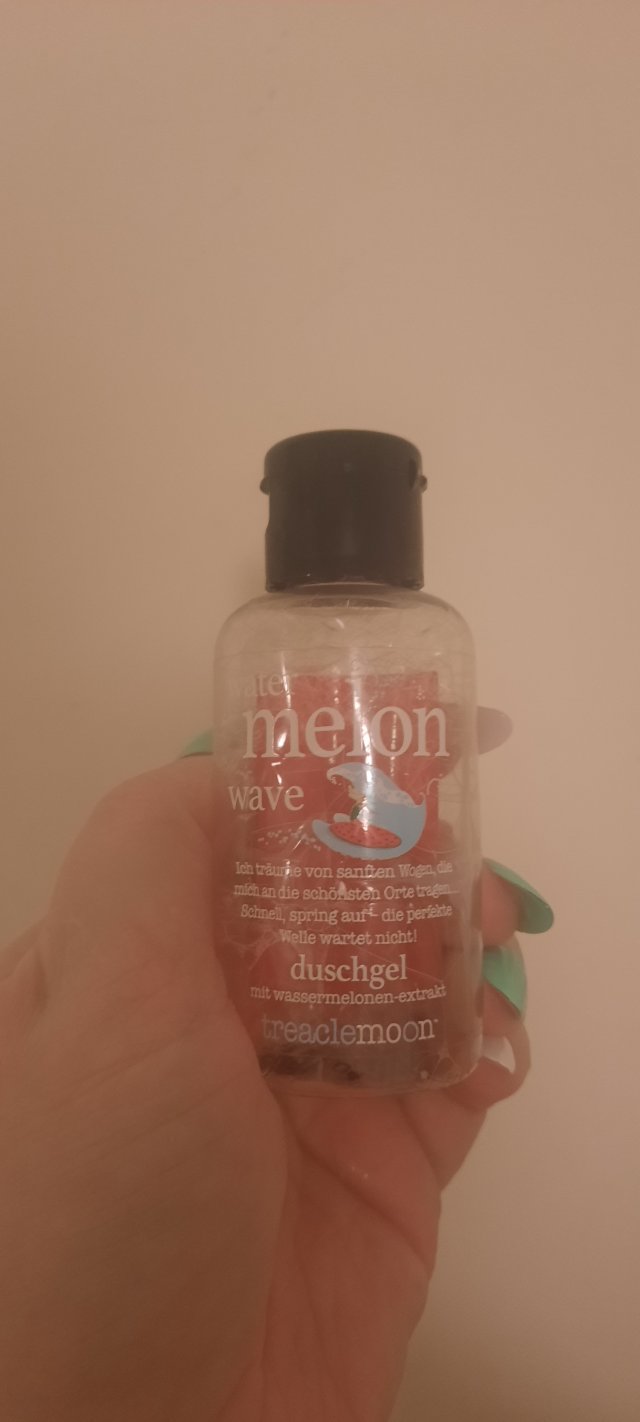 water
melon
wave
Ich träume von sanften Wogen, die
mich an die schönsten Orte tragen...
Schnell, spring auf – die perfekte
Welle wartet nicht!
duschgel
mit wassermelonen-extrakt
treaclemoon™